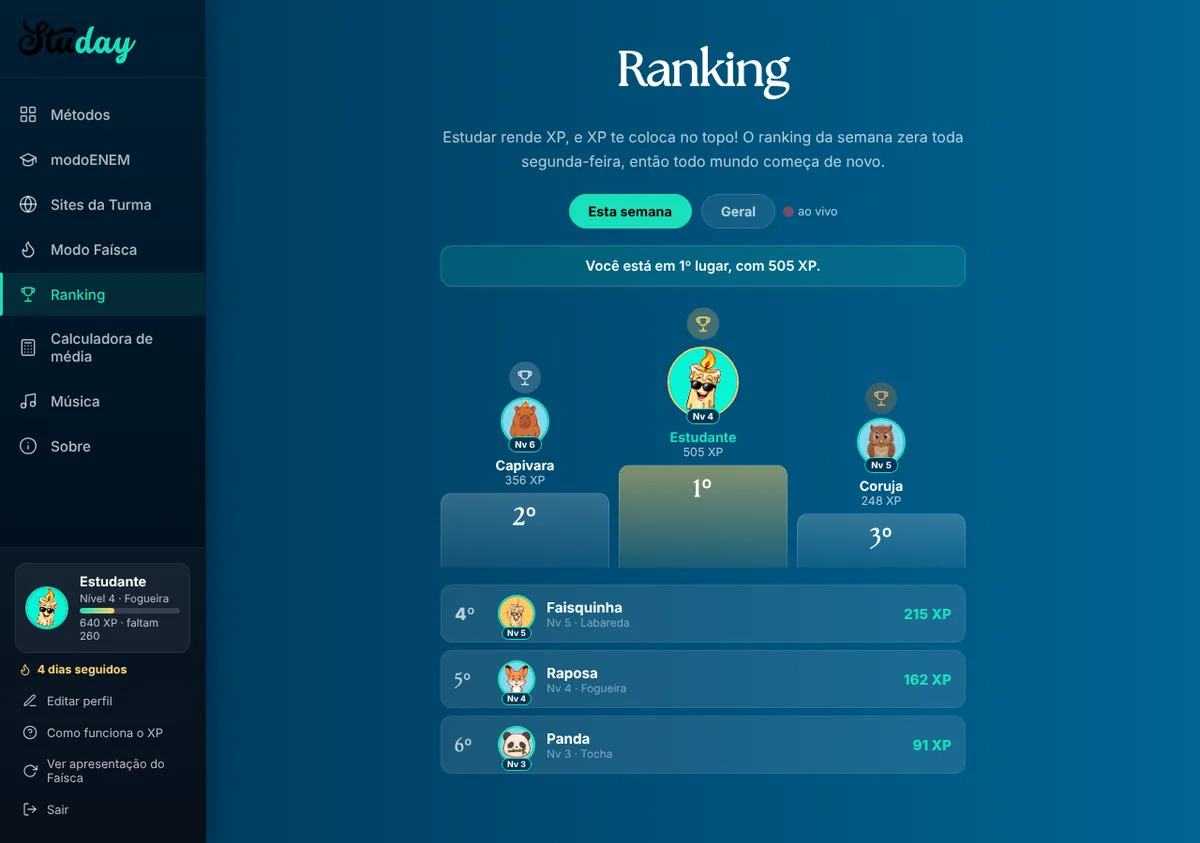 Studay
Métodos
modoENEM
Sites da Turma
Modo Faísca
Ranking
Calculadora de
média
Música
Sobre
Estudante
Nível 4 · Fogueira
640 XP · faltam
260
4 dias seguidos
Editar perfil
Como funciona o XP
Ver apresentação do
Faísca
Sair
Ranking
Estudar rende XP, e XP te coloca no topo! O ranking da semana zera toda
segunda-feira, então todo mundo começa de novo.
Esta semana
Geral
ao vivo
Você está em 1º lugar, com 505 XP.
Nv 6
Capivara
356 XP
2º
Nv 4
Estudante
505 XP
1º
Nv 5
Coruja
248 XP
3º
4º
Nv 5
Faisquinha
Nv 5 · Labareda
215 XP
5º
Nv 4
Raposa
Nv 4 · Fogueira
162 XP
6º
Nv 3
Panda
Nv 3 · Tocha
91 XP